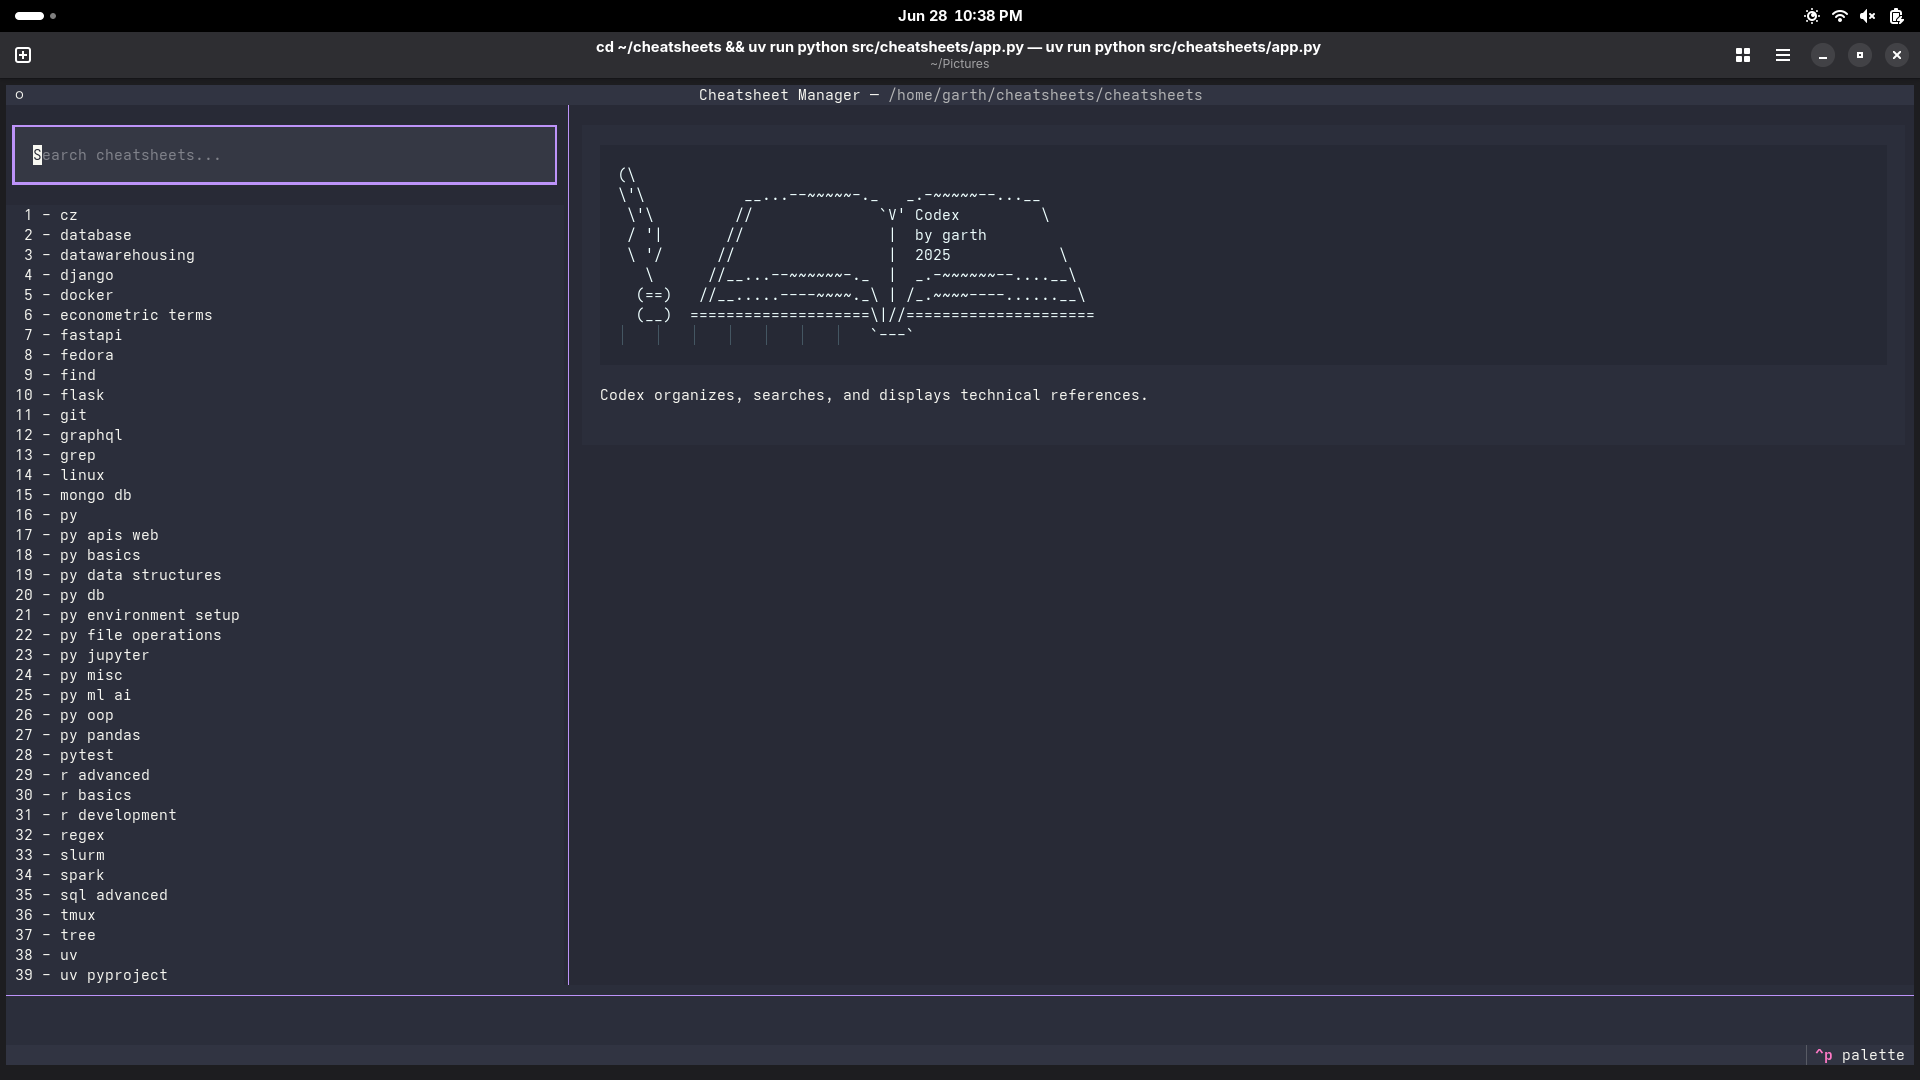 Jun 28  10:38 PM
cd ~/cheatsheets && uv run python src/cheatsheets/app.py — uv run python src/cheatsheets/app.py
~/Pictures
O Cheatsheet Manager — /home/garth/cheatsheets/cheatsheets
Search cheatsheets...
 1 - cz
 2 - database
 3 - datawarehousing
 4 - django
 5 - docker
 6 - econometric terms
 7 - fastapi
 8 - fedora
 9 - find
10 - flask
11 - git
12 - graphql
13 - grep
14 - linux
15 - mongo db
16 - py
17 - py apis web
18 - py basics
19 - py data structures
20 - py db
21 - py environment setup
22 - py file operations
23 - py jupyter
24 - py misc
25 - py ml ai
26 - py oop
27 - py pandas
28 - pytest
29 - r advanced
30 - r basics
31 - r development
32 - regex
33 - slurm
34 - spark
35 - sql advanced
36 - tmux
37 - tree
38 - uv
39 - uv pyproject
(\
\'\           __...--~~~~~-._   _.-~~~~~--...__
 \'\         //              `V' Codex         \
 / '|       //                |  by garth
 \ '/      //                 |  2025            \
   \      //__...--~~~~~~-._  |  _.-~~~~~~--....__\
  (==)   //__.....----~~~~._\ | /_.~~~~----......__\
  (__)  ====================\|//=====================
                            `---`
Codex organizes, searches, and displays technical references.
^p palette